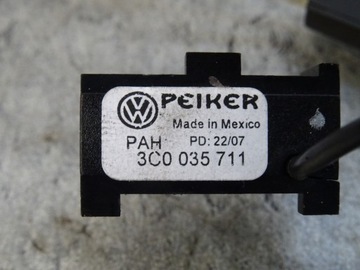 PEIKER
Made in Mexico
PAH PD: 22/07
3C0 035 711